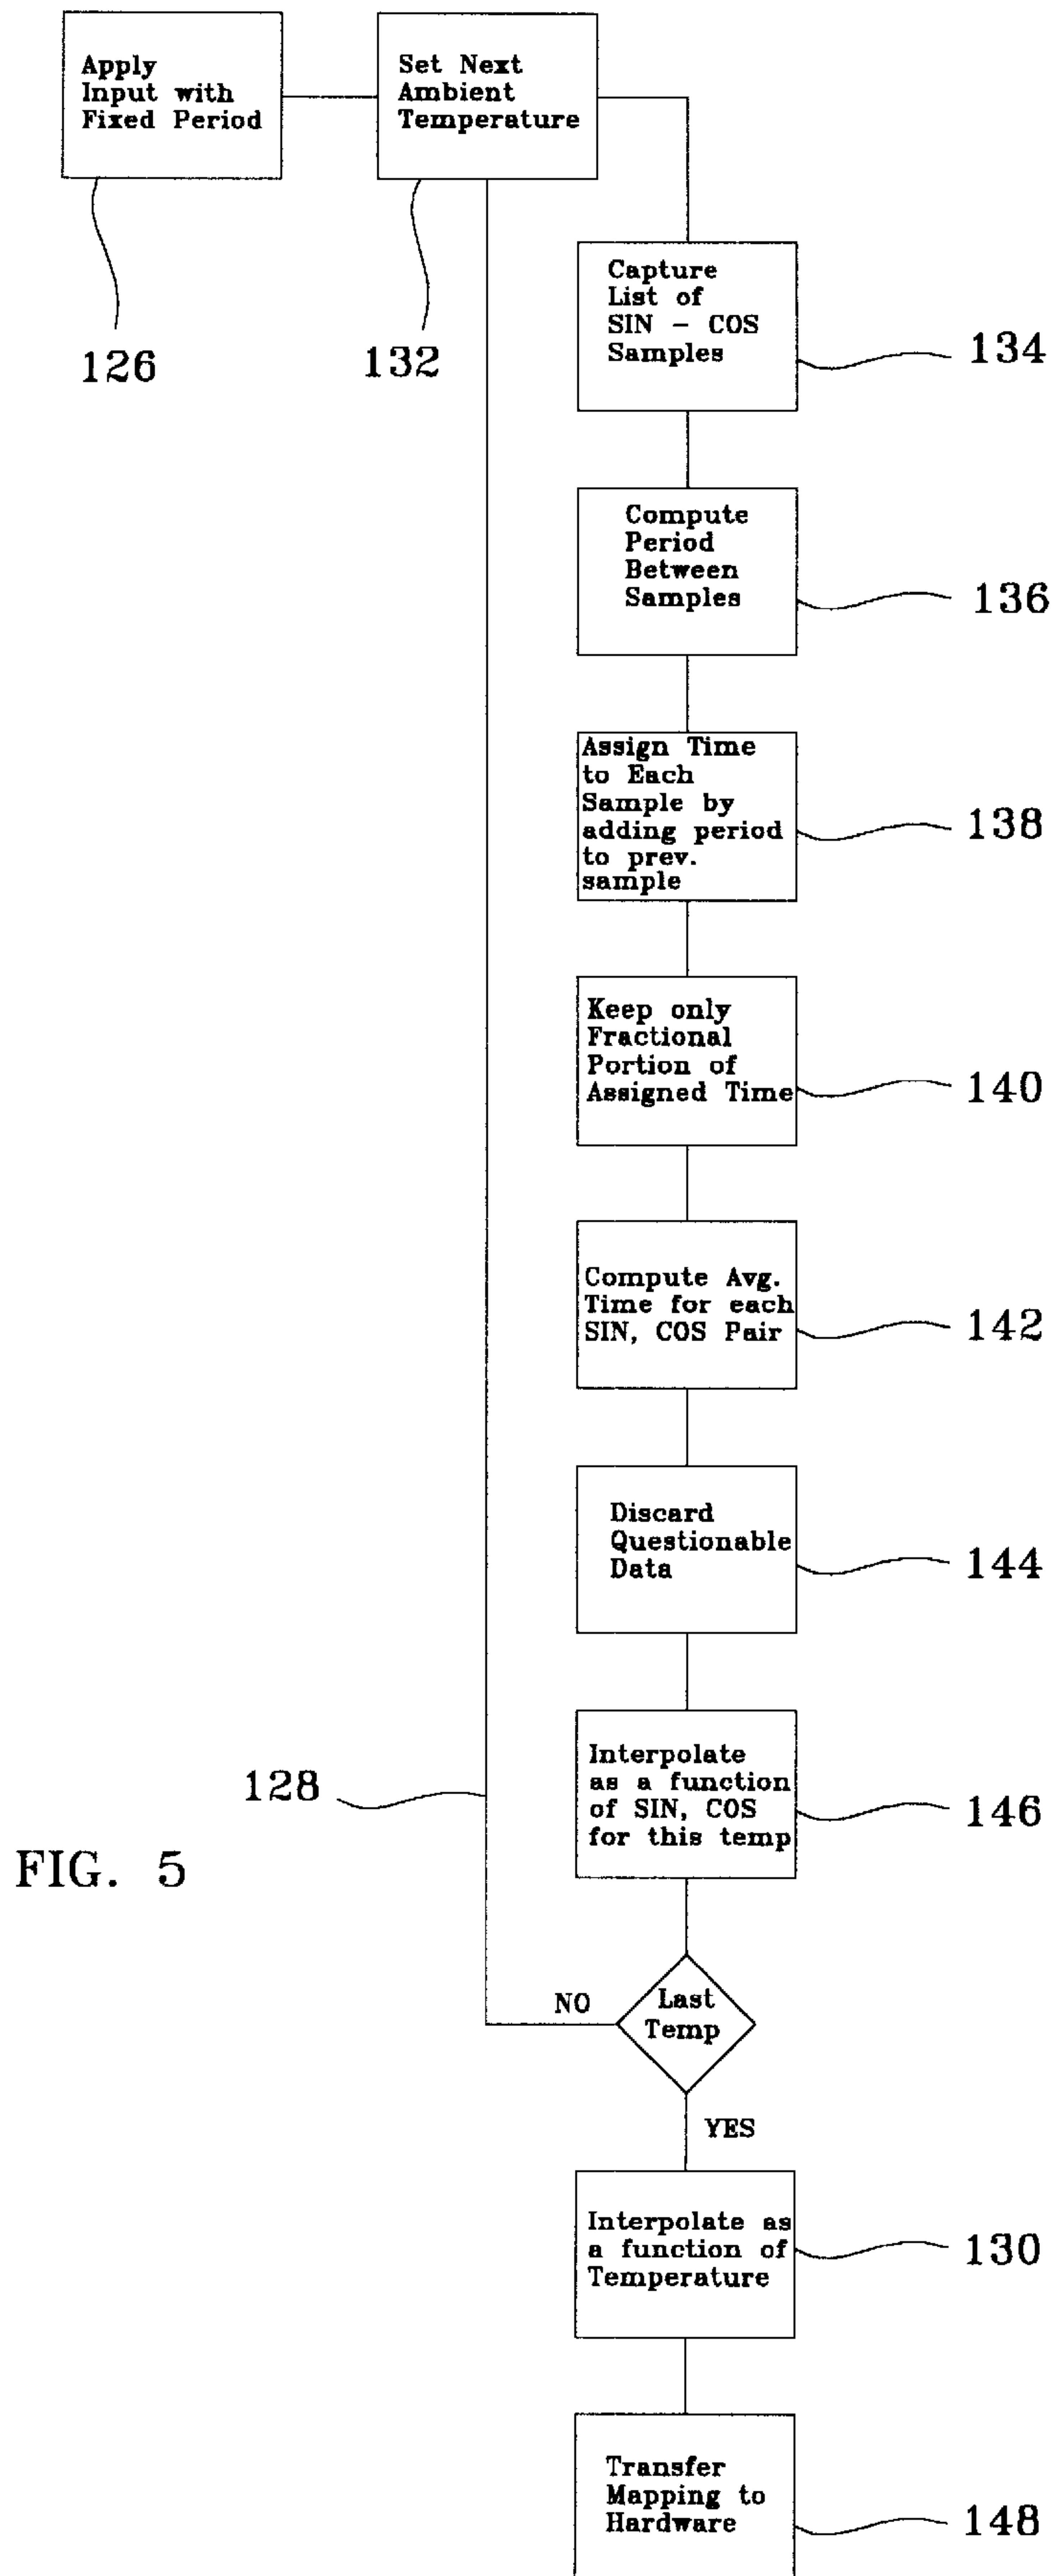 Apply
Input with
Fixed Period
126
Set Next
Ambient
Temperature
132
Capture
List of
SIN - COS
Samples
134
Compute
Period
Between
Samples
136
Assign Time
to Each
Sample by
adding period
to prev.
sample
138
Keep only
Fractional
Portion of
Assigned Time
140
Compute Avg.
Time for each
SIN, COS Pair
142
Discard
Questionable
Data
144
Interpolate
as a function
of SIN, COS
for this temp
146
128
FIG. 5
Last
Temp
NO
YES
Interpolate as
a function of
Temperature
130
Transfer
Mapping to
Hardware
148